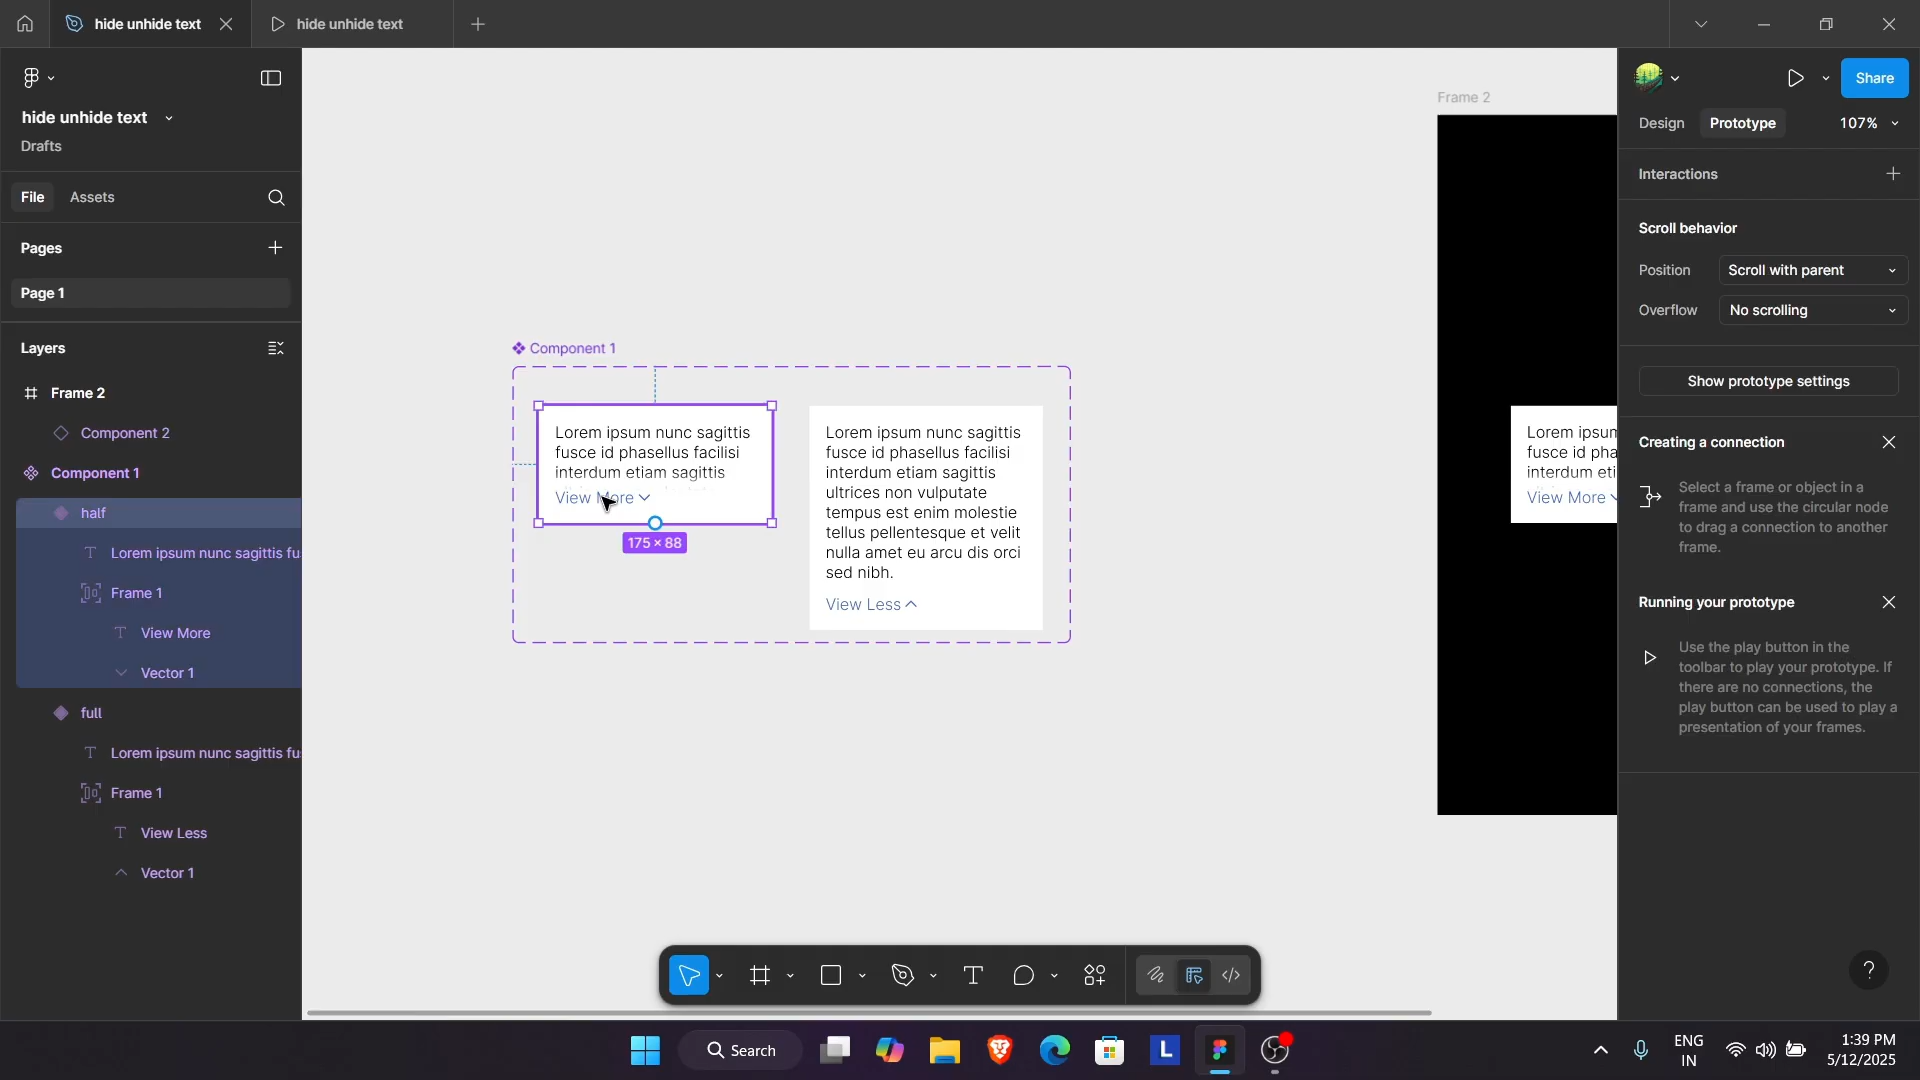 hide unhide text
hide unhide text
hide unhide text
Drafts
File
Assets
Pages
Page 1
Layers
Frame 2
Component 2
Component 1
half
Lorem ipsum nunc sagittis fu
Frame 1
View More
Vector 1
full
Lorem ipsum nunc sagittis fu
Frame 1
View Less
Vector 1
Component 1
Lorem ipsum nunc sagittis
fusce id phasellus facilisi
interdum etiam sagittis
View More
175 × 88
Lorem ipsum nunc sagittis
fusce id phasellus facilisi
interdum etiam sagittis
ultrices non vulputate
tempus est enim molestie
tellus pellentesque et velit
nulla amet eu arcu dis orci
sed nibh.
View Less
Frame 2
Lorem ipsum
fusce id pha
interdum eti
View More
Share
Design
Prototype
107%
Interactions
Scroll behavior
Position
Scroll with parent
Overflow
No scrolling
Show prototype settings
Creating a connection
Select a frame or object in a
frame and use the circular node
to drag a connection to another
frame.
Running your prototype
Use the play button in the
toolbar to play your prototype. If
there are no connections, the
play button can be used to play a
presentation of your frames.
?
Search
L
ENG
IN
1:39 PM
5/12/2025